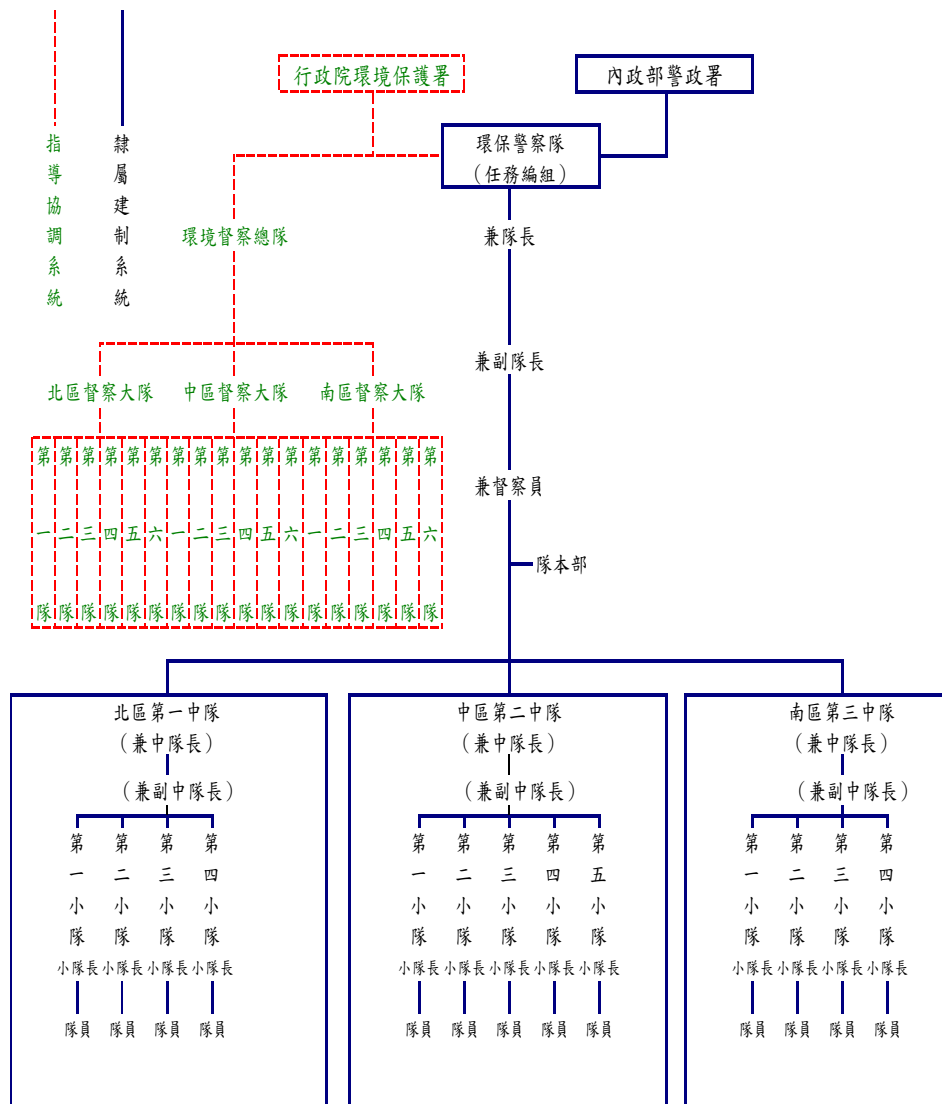 行政院環境保護署
內政部警政署
環保警察隊
（任務編組）
指導協調系統
隸屬建制系統
環境督察總隊
兼隊長
兼副隊長
北區督察大隊
中區督察大隊
南區督察大隊
第一隊
第二隊
第三隊
第四隊
第五隊
第六隊
第一隊
第二隊
第三隊
第四隊
第五隊
第六隊
第一隊
第二隊
第三隊
第四隊
第五隊
第六隊
兼督察員
隊本部
北區第一中隊
（兼中隊長）
（兼副中隊長）
第一小隊
第二小隊
第三小隊
第四小隊
小隊長
小隊長
小隊長
小隊長
隊員
隊員
隊員
隊員
中區第二中隊
（兼中隊長）
（兼副中隊長）
第一小隊
第二小隊
第三小隊
第四小隊
第五小隊
小隊長
小隊長
小隊長
小隊長
小隊長
隊員
隊員
隊員
隊員
隊員
南區第三中隊
（兼中隊長）
（兼副中隊長）
第一小隊
第二小隊
第三小隊
第四小隊
小隊長
小隊長
小隊長
小隊長
隊員
隊員
隊員
隊員